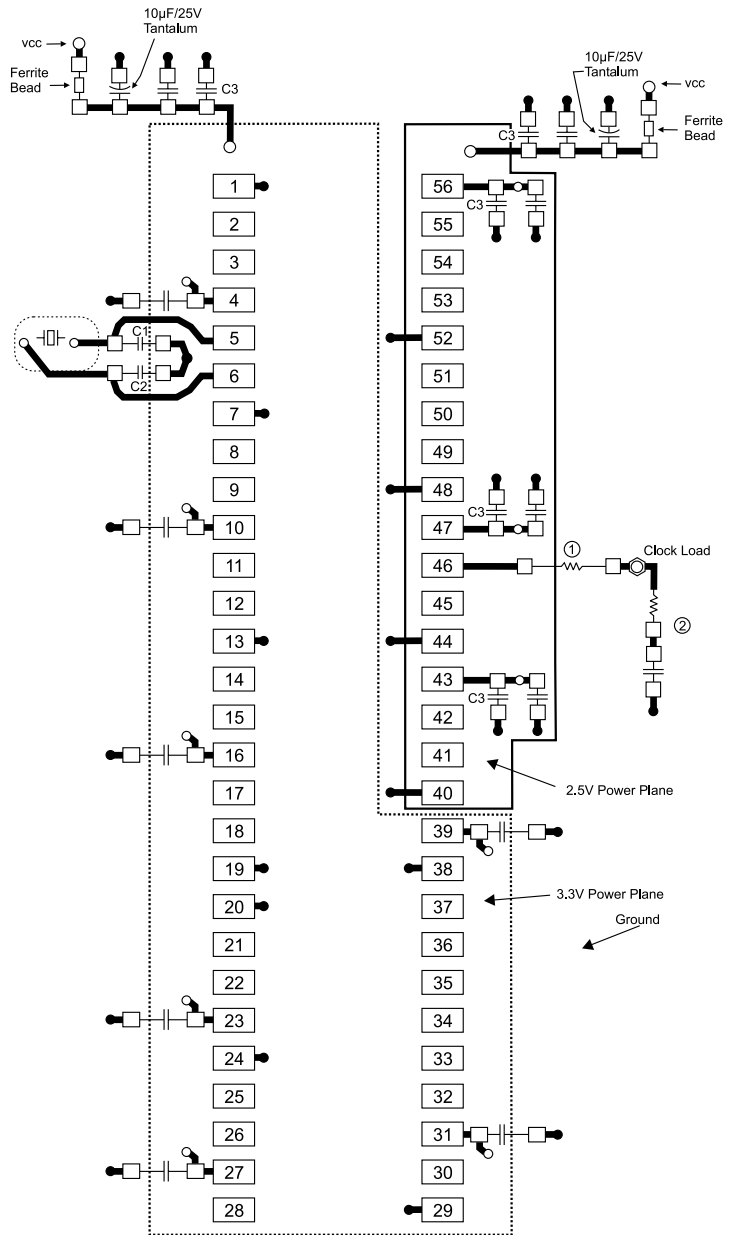 10µF/25V
Tantalum
vcc
Ferrite
Bead
C3
10µF/25V
Tantalum
vcc
C3
Ferrite
Bead
1
56
C3
2
55
3
54
4
53
C1
5
52
C2
6
51
7
50
8
49
9
48
C3
10
47
1
Clock Load
11
46
12
45
2
13
44
14
43
C3
15
42
16
41
17
40
2.5V Power Plane
18
39
19
38
20
37
3.3V Power Plane
Ground
21
36
22
35
23
34
24
33
25
32
26
31
27
30
28
29